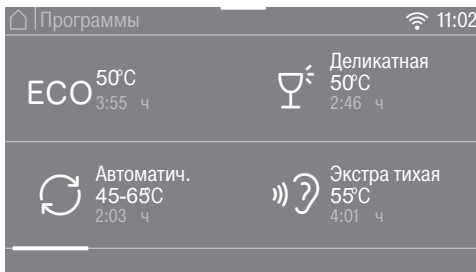 Программы 11:02
ECO 50°C
3:55 ч
Деликатная
50°C
2:46 ч
Автоматич.
45-65°C
2:03 ч
Экстра тихая
55°C
4:01 ч